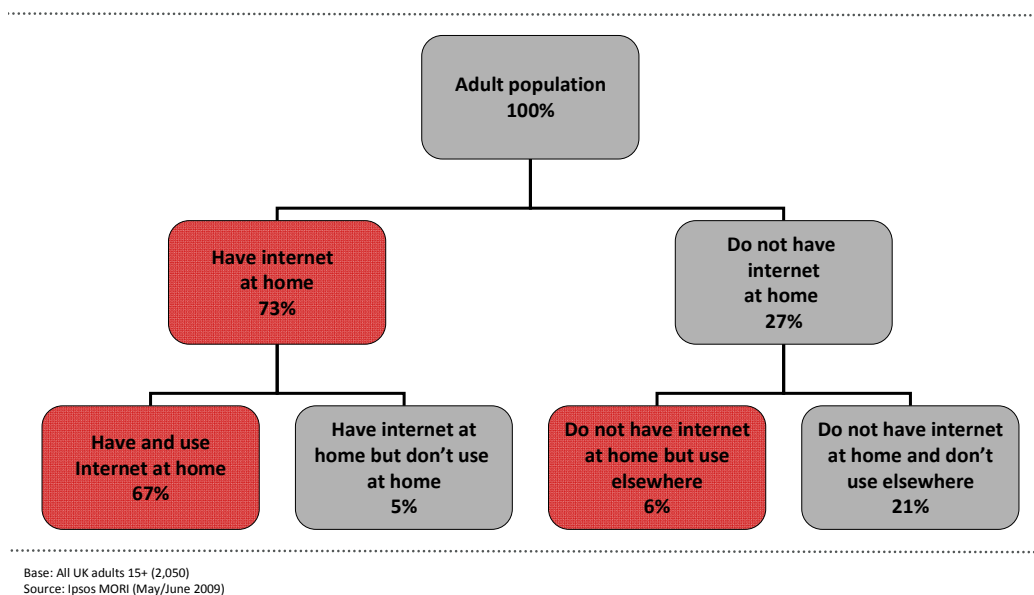 Adult population
100%
Have internet
at home
73%
Do not have
internet
at home
27%
Have and use
Internet at home
67%
Have internet at
home but don’t use
at home
5%
Do not have internet
at home but use
elsewhere
6%
Do not have internet
at home and don’t
use elsewhere
21%
Base: All UK adults 15+ (2,050)
Source: Ipsos MORI (May/June 2009)